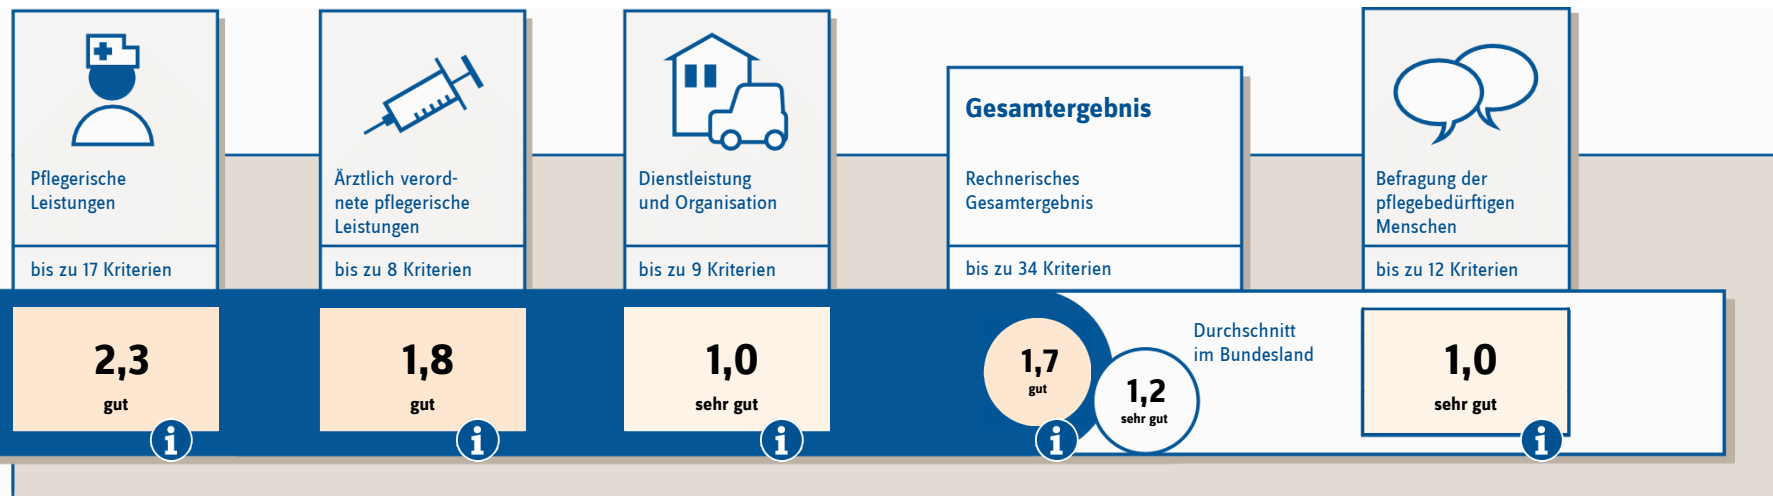 Pflegerische
Leistungen
bis zu 17 Kriterien
2,3
gut
i
Ärztlich verord-
nete pflegerische
Leistungen
bis zu 8 Kriterien
1,8
gut
i
Dienstleistung
und Organisation
bis zu 9 Kriterien
1,0
sehr gut
i
Gesamtergebnis
Rechnerisches
Gesamtergebnis
bis zu 34 Kriterien
1,7
gut
i
1,2
sehr gut
Durchschnitt
im Bundesland
Befragung der
pflegebedürftigen
Menschen
bis zu 12 Kriterien
1,0
sehr gut
i